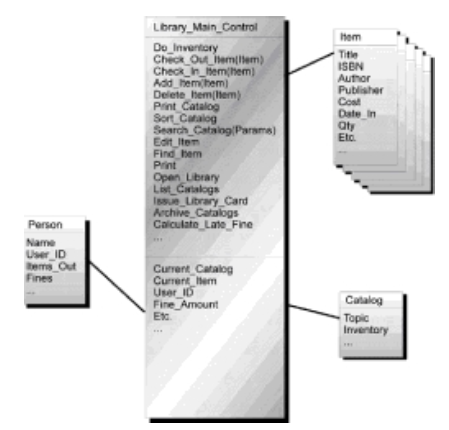 Library_Main_Control
Do_Inventory
Check_Out_Item(Item)
Check_In_Item(Item)
Add_Item(Item)
Delete_Item(Item)
Print_Catalog
Sort_Catalog
Search_Catalog(Params)
Edit_Item
Find_Item
Print
Open_Library
List_Catalogs
Issue_Library_Card
Archive_Catalogs
Calculate_Late_Fine
...
Current_Catalog
Current_Item
User_ID
Fine_Amount
Etc.
...
Item
Title
ISBN
Author
Publisher
Cost
Date_In
Qty
Etc.
...
Person
Name
User_ID
Items_Out
Fines
...
Catalog
Topic
Inventory
...